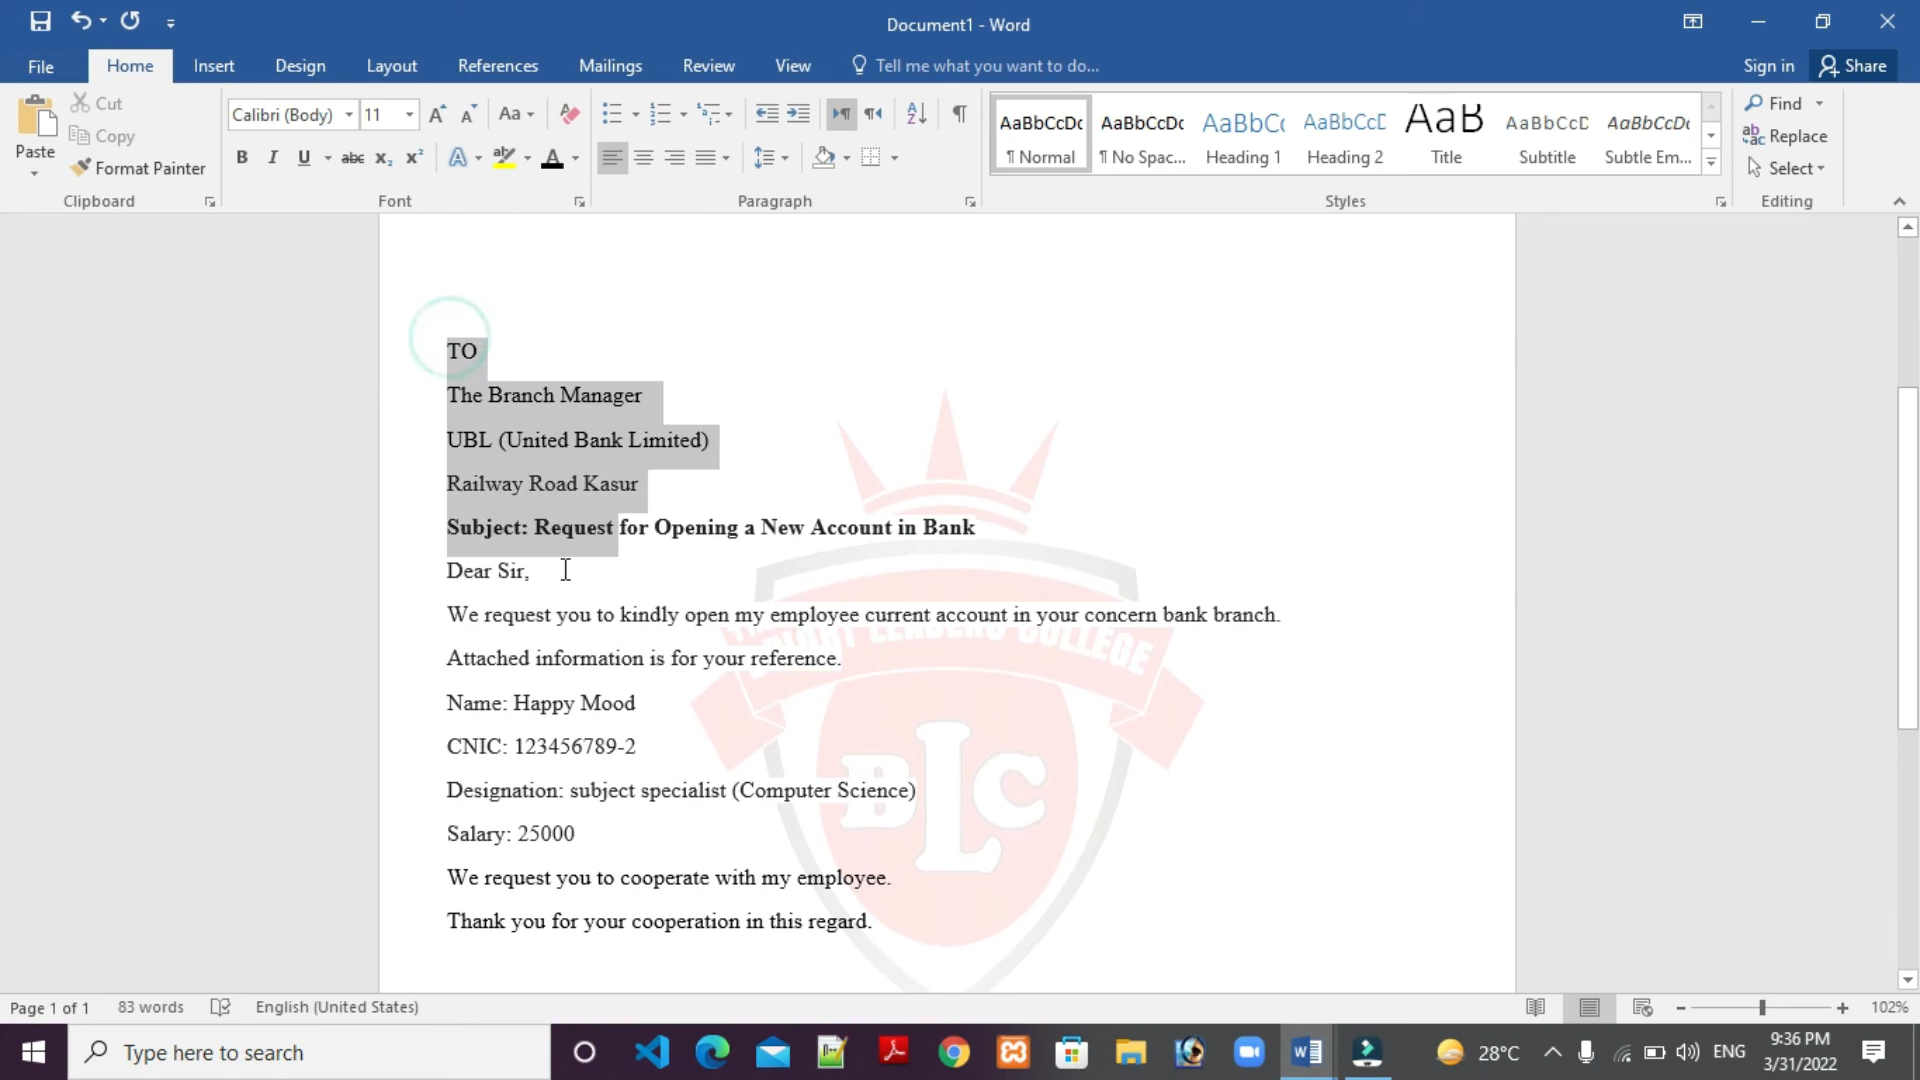 Document1 - Word
File Home Insert Design Layout References Mailings Review View Tell me what you want to do... Sign in Share
Paste Cut Copy Format Painter
Calibri (Body) 11
AaBbCcDc AaBbCcDc AaBbCc AaBbCcE AaB AaBbCcD AaBbCcDc
¶ Normal ¶ No Spac... Heading 1 Heading 2 Title Subtitle Subtle Em...
Find
Replace
Select
Clipboard Font Paragraph Styles Editing
TO
The Branch Manager
UBL (United Bank Limited)
Railway Road Kasur
Subject: Request for Opening a New Account in Bank
Dear Sir,
We request you to kindly open my employee current account in your concern bank branch.
Attached information is for your reference.
Name: Happy Mood
CNIC: 123456789-2
Designation: subject specialist (Computer Science)
Salary: 25000
We request you to cooperate with my employee.
Thank you for your cooperation in this regard.
COLLEGE
BLC
Page 1 of 1 83 words English (United States) 102%
Type here to search
28°C ENG
9:36 PM
3/31/2022